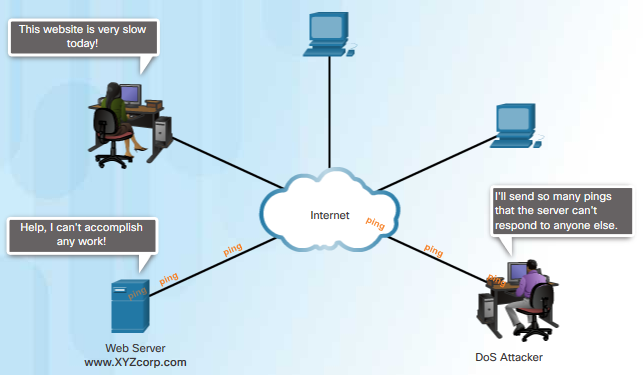 This website is very slow
today!
I'll send so many pings
that the server can't
respond to anyone else.
Internet
ping
Help, I can't accomplish
any work!
ping
ping
ping
ping
ping
Web Server
www.XYZcorp.com
DoS Attacker